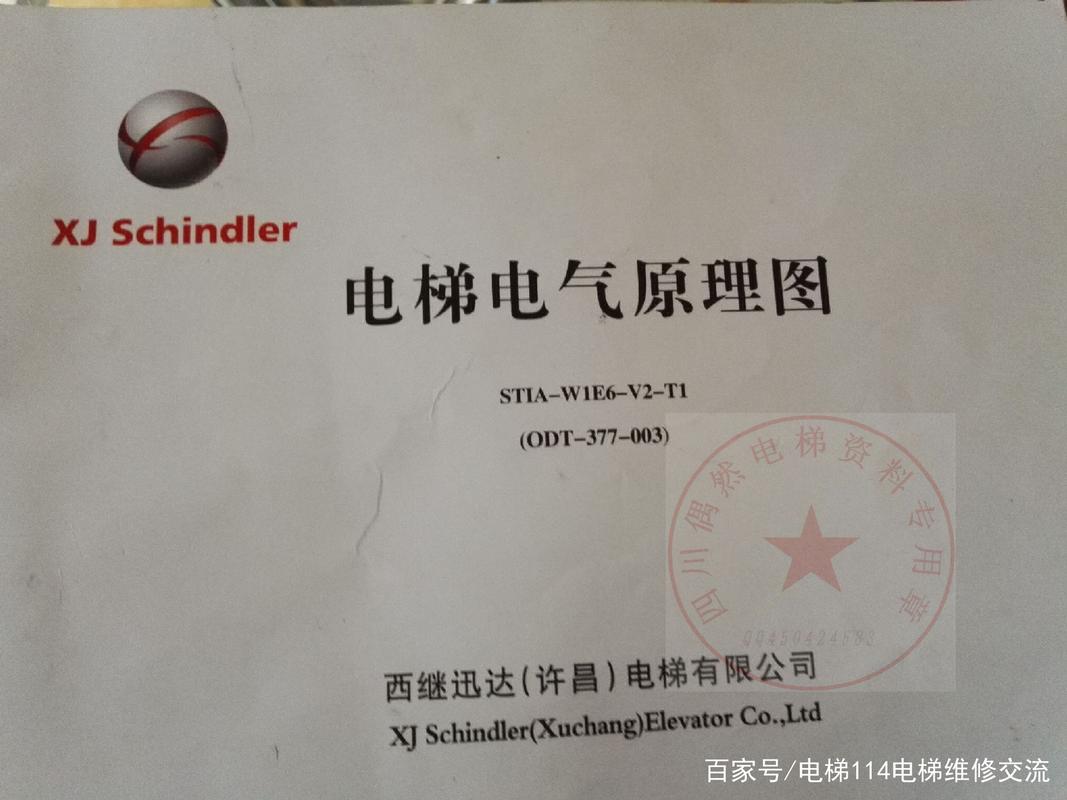 XJ Schindler
电梯电气原理图
STIA-W1E6-V2-T1
(ODT-377-003)
四川偶然电梯资料专用章
西继迅达(许昌)电梯有限公司
XJ Schindler(Xuchang)Elevator Co.,Ltd
百家号/电梯114电梯维修交流